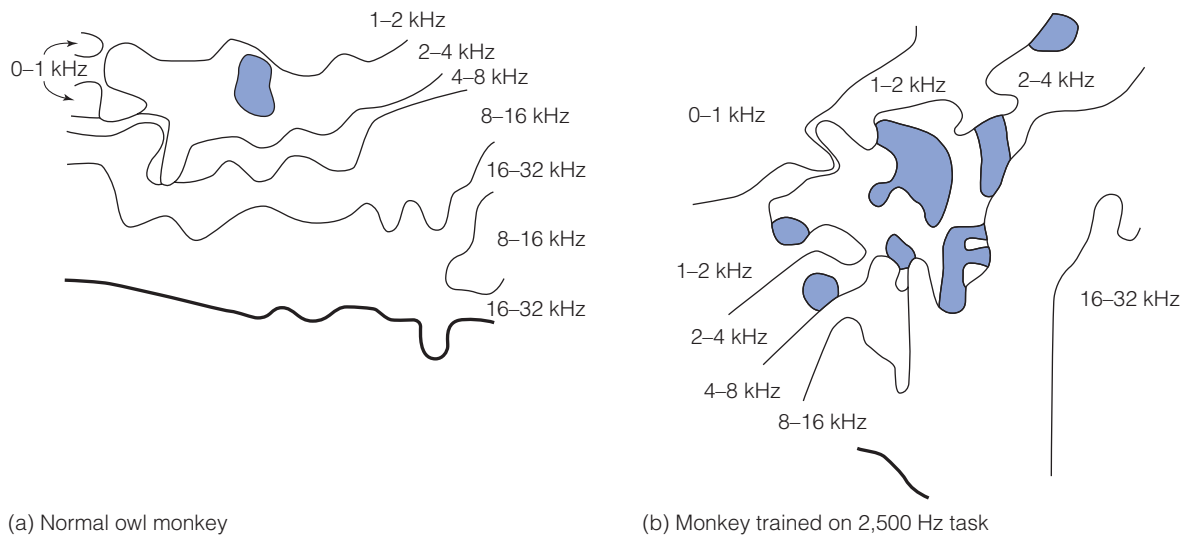 1–2 kHz
2–4 kHz
0–1 kHz
4–8 kHz
8–16 kHz
16–32 kHz
8–16 kHz
16–32 kHz
(a) Normal owl monkey
1–2 kHz
2–4 kHz
0–1 kHz
1–2 kHz
16–32 kHz
2–4 kHz
4–8 kHz
8–16 kHz
(b) Monkey trained on 2,500 Hz task